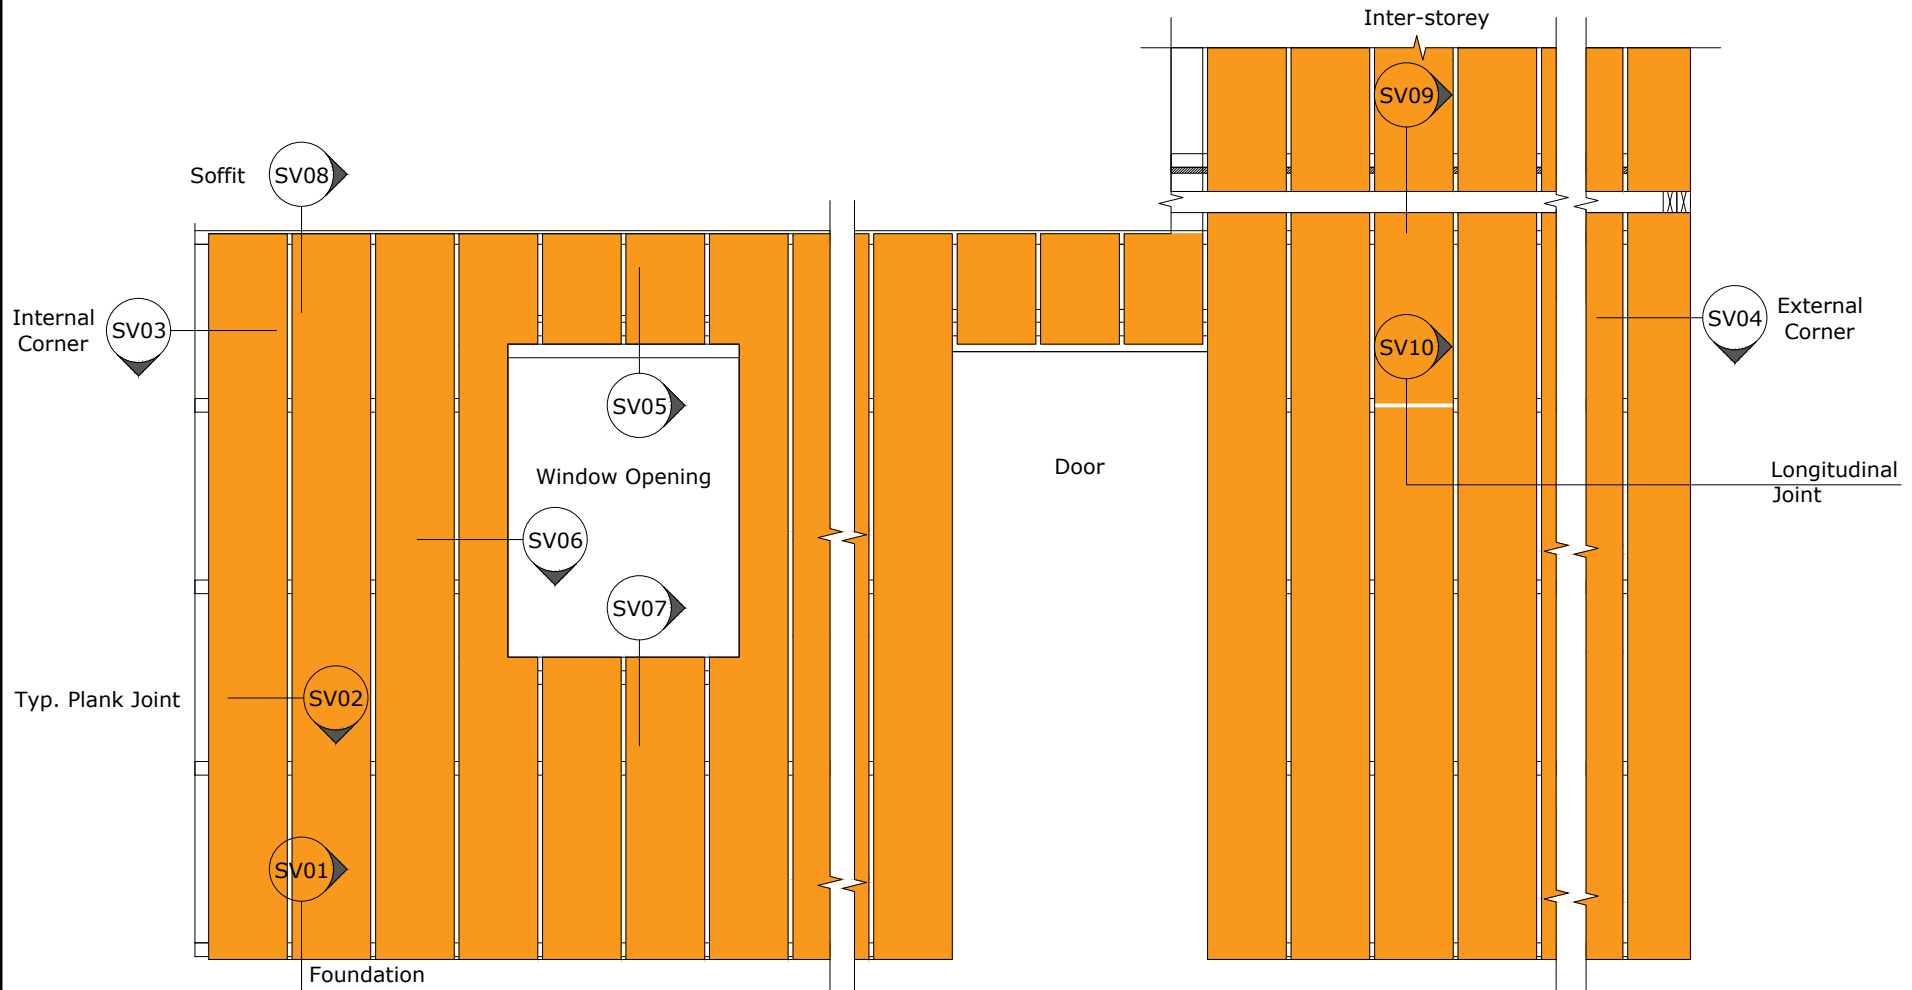 Inter-storey
SV09
Soffit
SV08
Internal
Corner
SV03
SV10
SV04
External
Corner
SV05
Window Opening
Door
Longitudinal
Joint
SV06
SV07
Typ. Plank Joint
SV02
SV01
Foundation